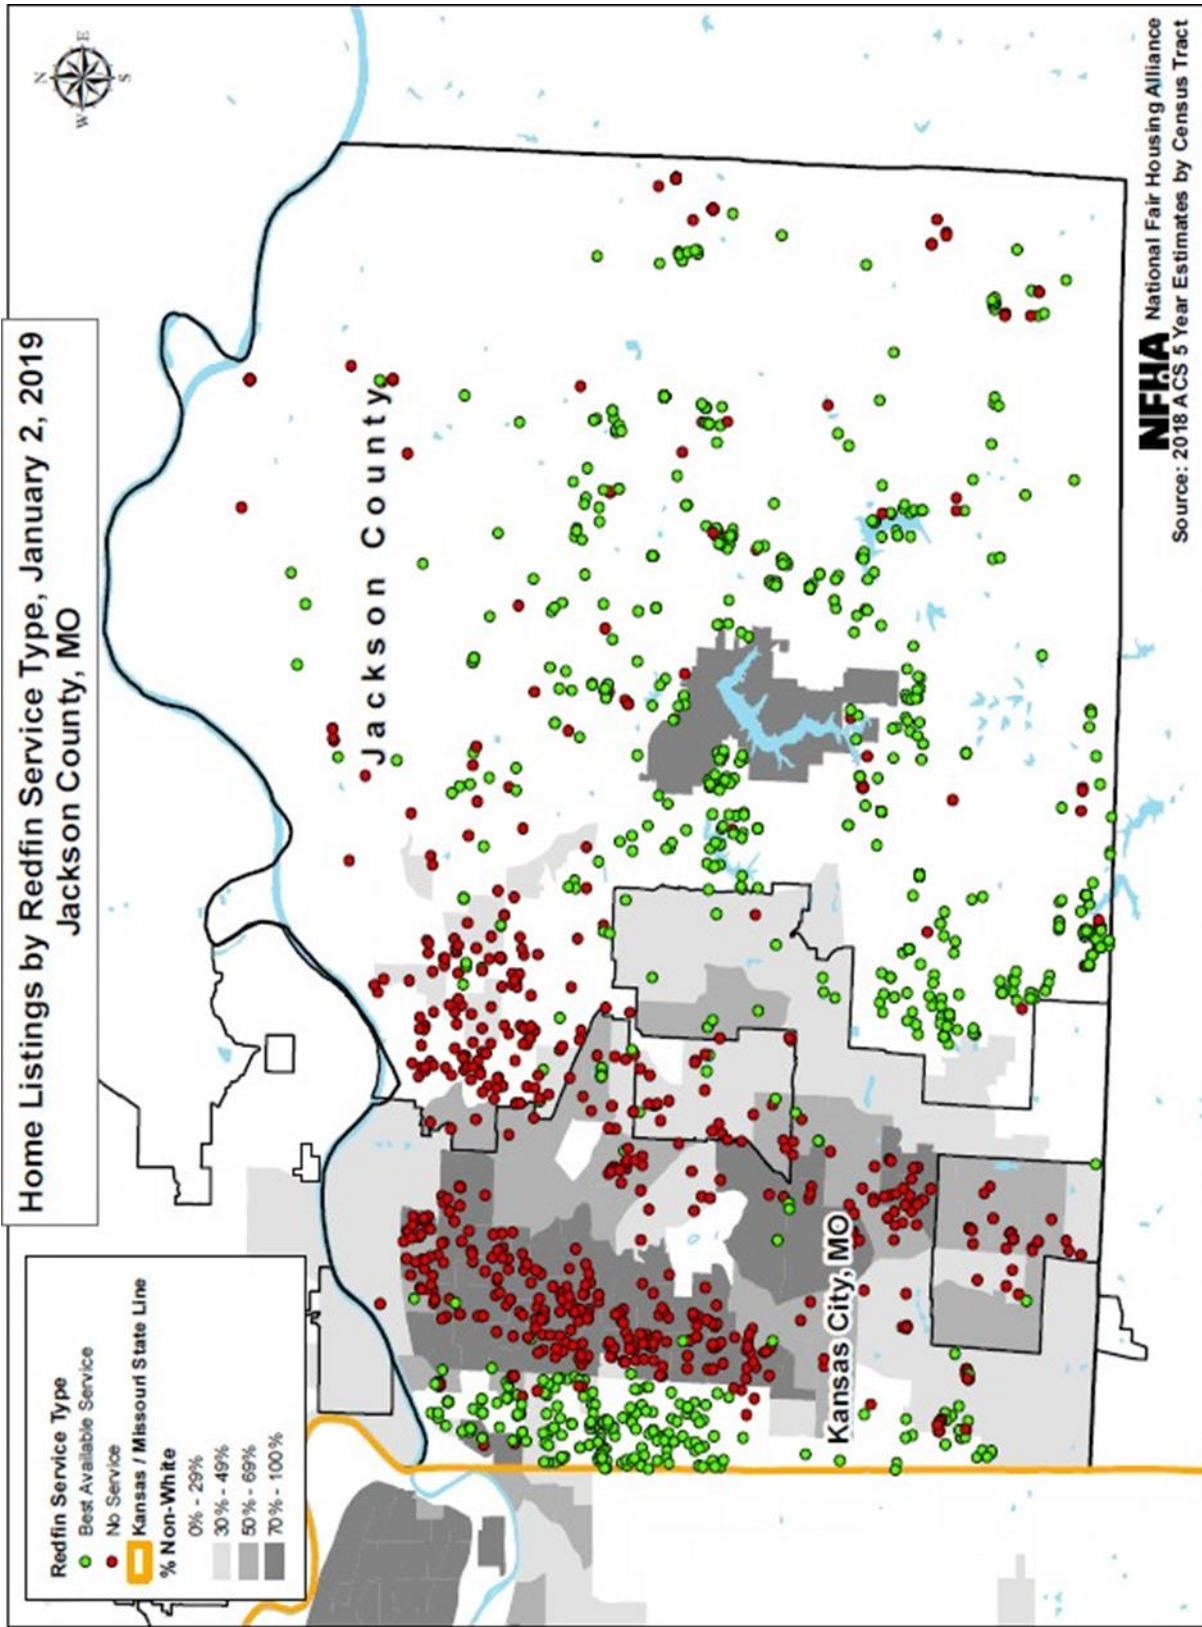 Home Listings by Redfin Service Type, January 2, 2019
Jackson County, MO
N
W
E
S
Redfin Service Type
Best Available Service
No Service
Kansas / Missouri State Line
% Non-White
0% - 29%
30% - 49%
50% - 69%
70% - 100%
Jackson County
Kansas City, MO
NFHA National Fair Housing Alliance
Source: 2018 ACS 5 Year Estimates by Census Tract